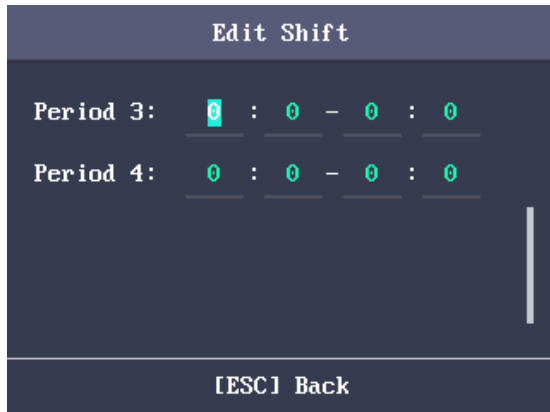 Edit Shift
Period 3: 0 : 0 - 0 : 0
Period 4: 0 : 0 - 0 : 0
[ESC] Back